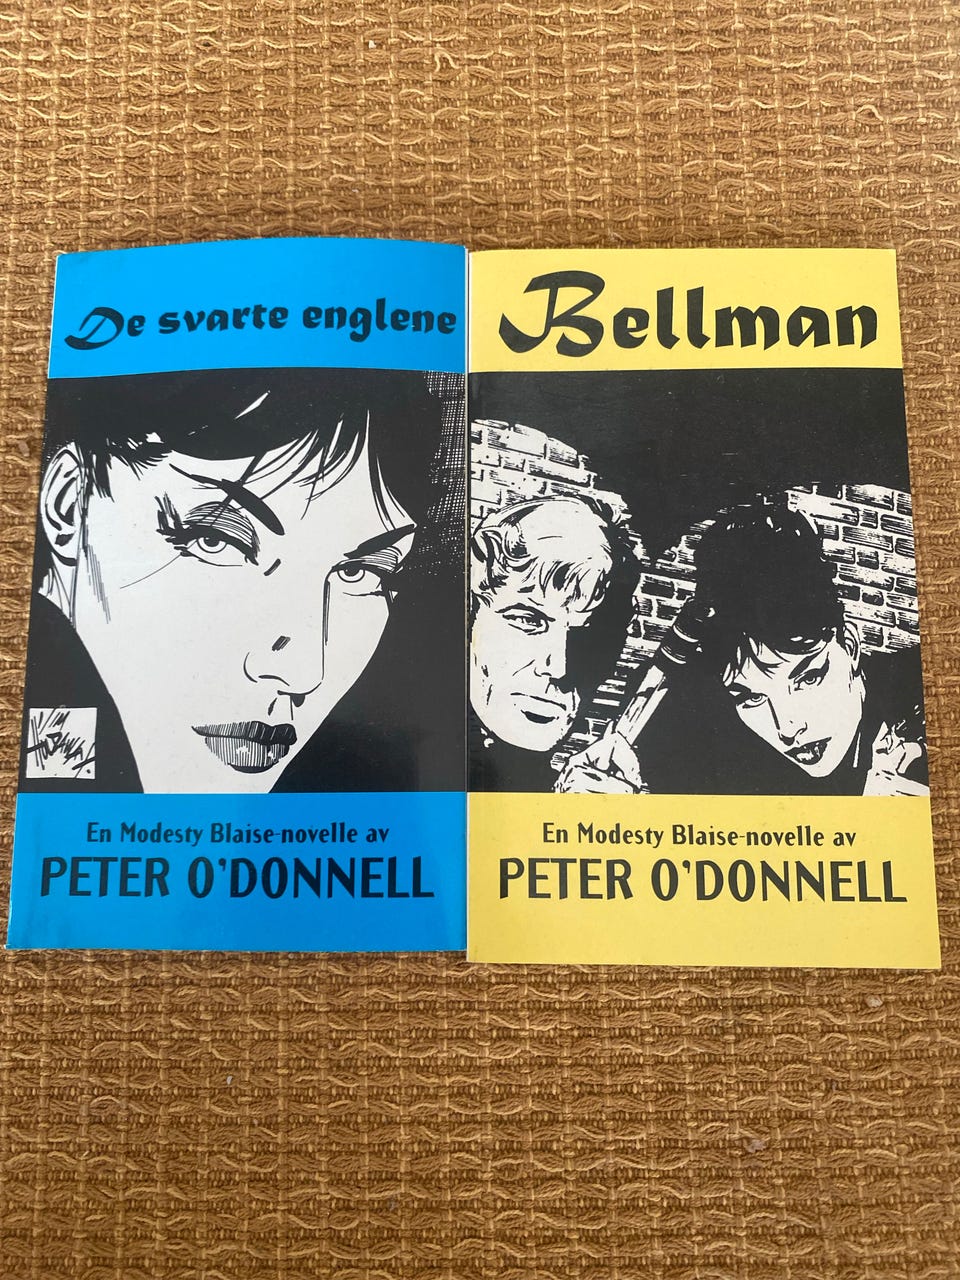 De svarte englene
En Modesty Blaise-novelle av
PETER O'DONNELL
Bellman
En Modesty Blaise-novelle av
PETER O'DONNELL